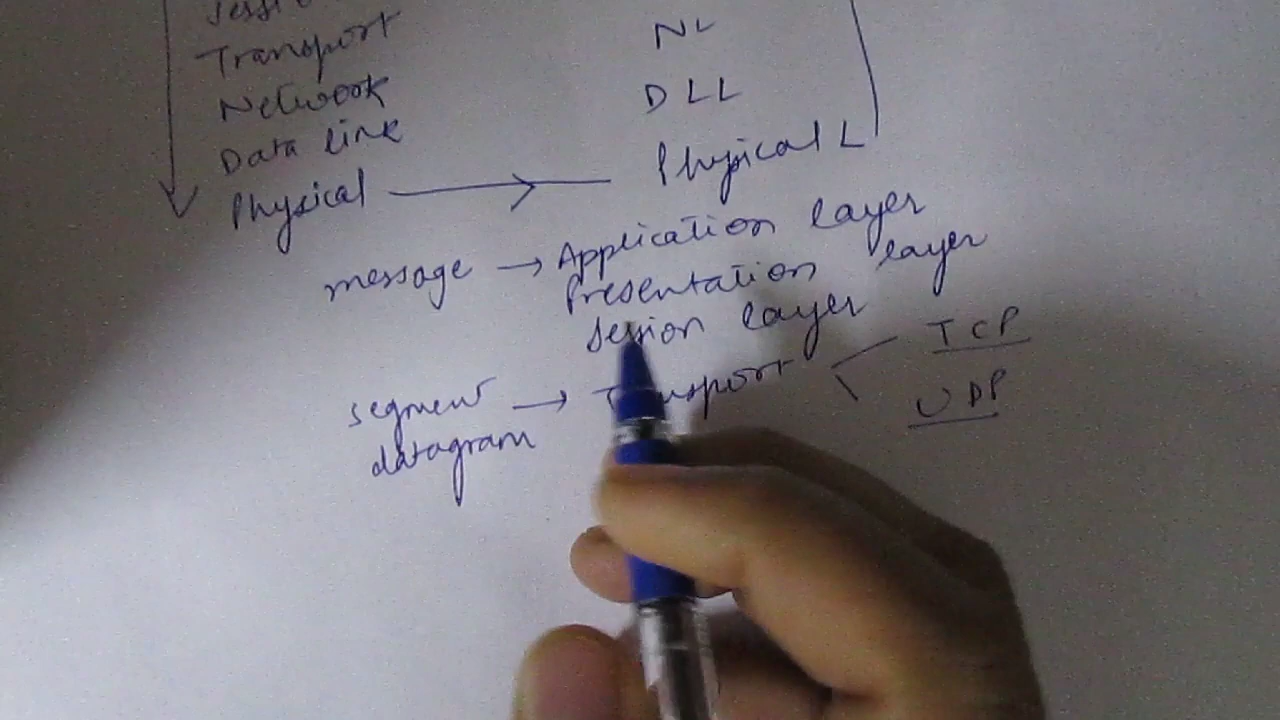 Transport
NL
Network
DLL
Data link
Physical
Physical L
message → Application layer
Presentation layer
session layer
segment → Transport
TCP
datagram
UDP